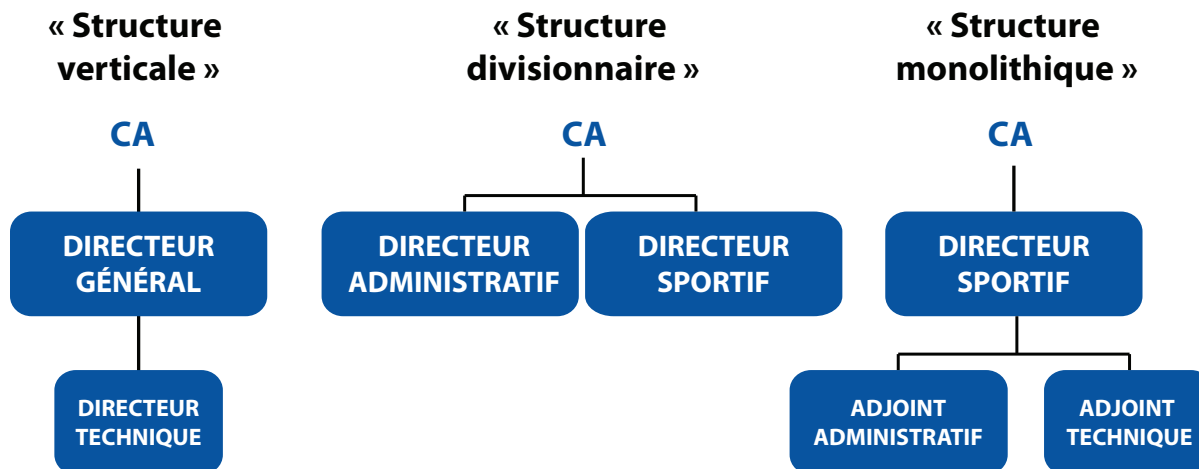 « Structure
verticale »
CA
DIRECTEUR
GÉNÉRAL
DIRECTEUR
TECHNIQUE
« Structure
divisionnaire »
CA
DIRECTEUR
ADMINISTRATIF
DIRECTEUR
SPORTIF
« Structure
monolithique »
CA
DIRECTEUR
SPORTIF
ADJOINT
ADMINISTRATIF
ADJOINT
TECHNIQUE